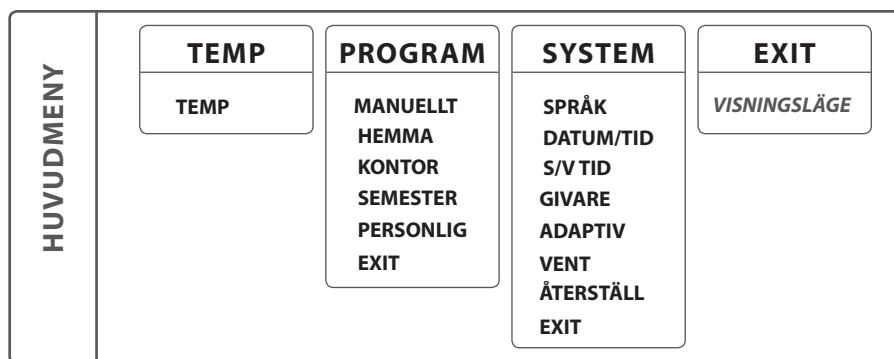 HUVUDMENY
TEMP
TEMP
PROGRAM
MANUELLT
HEMMA
KONTOR
SEMESTER
PERSONLIG
EXIT
SYSTEM
SPRÅK
DATUM/TID
S/V TID
GIVARE
ADAPTIV
VENT
ÅTERSTÄLL
EXIT
EXIT
VISNINGSLÄGE